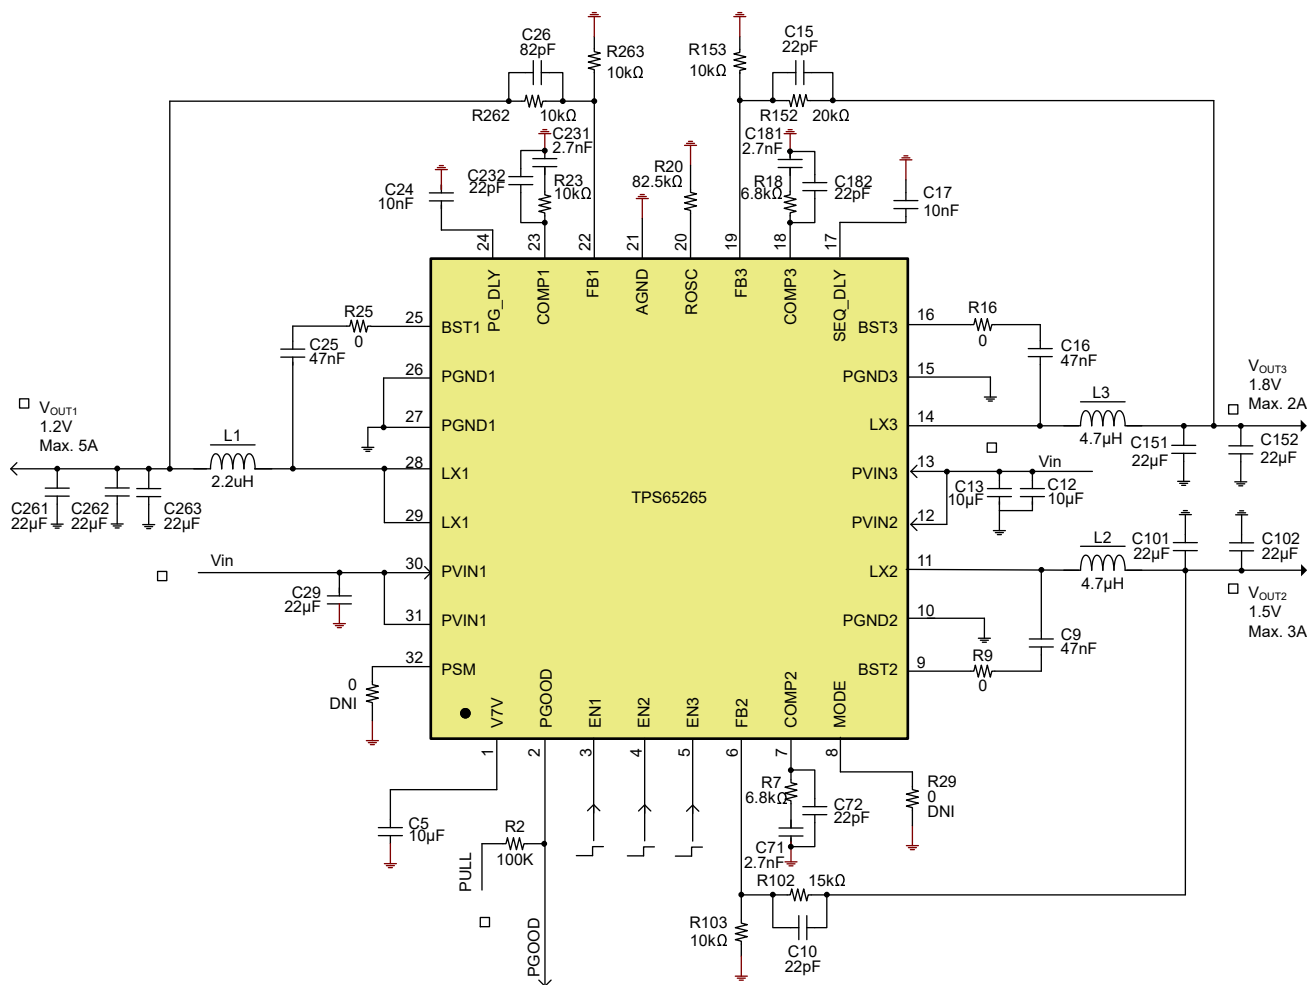 C26
82pF
R263
10kΩ
R153
10kΩ
C15
22pF
R262
10kΩ
R152
20kΩ
C231
2.7nF
C232
22pF
R23
10kΩ
R20
82.5kΩ
C181
2.7nF
R18
6.8kΩ
C182
22pF
C24
10nF
C17
10nF
24
23
22
21
20
19
18
17
PG_DLY
COMP1
FB1
AGND
ROSC
FB3
COMP3
SEQ_DLY
R25
0
25
BST1
BST3
16
R16
0
C25
47nF
C16
47nF
26
PGND1
PGND3
15
27
PGND1
LX3
14
L3
4.7µH
VOUT3
1.8V
Max. 2A
VOUT1
1.2V
Max. 5A
L1
2.2uH
28
LX1
C151
22µF
C152
22µF
PVIN3
13
Vin
C13
10µF
C12
10µF
C261
22µF
C262
22µF
C263
22µF
TPS65265
29
LX1
PVIN2
12
Vin
30
PVIN1
LX2
11
L2
4.7µH
C101
22µF
C102
22µF
C29
22µF
VOUT2
1.5V
Max. 3A
31
PVIN1
PGND2
10
C9
47nF
32
PSM
BST2
9
R9
0
0
DNI
V7V
PGOOD
EN1
EN2
EN3
FB2
COMP2
MODE
1
2
3
4
5
6
7
8
R7
6.8kΩ
C72
22pF
R29
0
DNI
C5
10µF
R2
100K
PULL
C71
2.7nF
R102
15kΩ
R103
10kΩ
C10
22pF
PGOOD